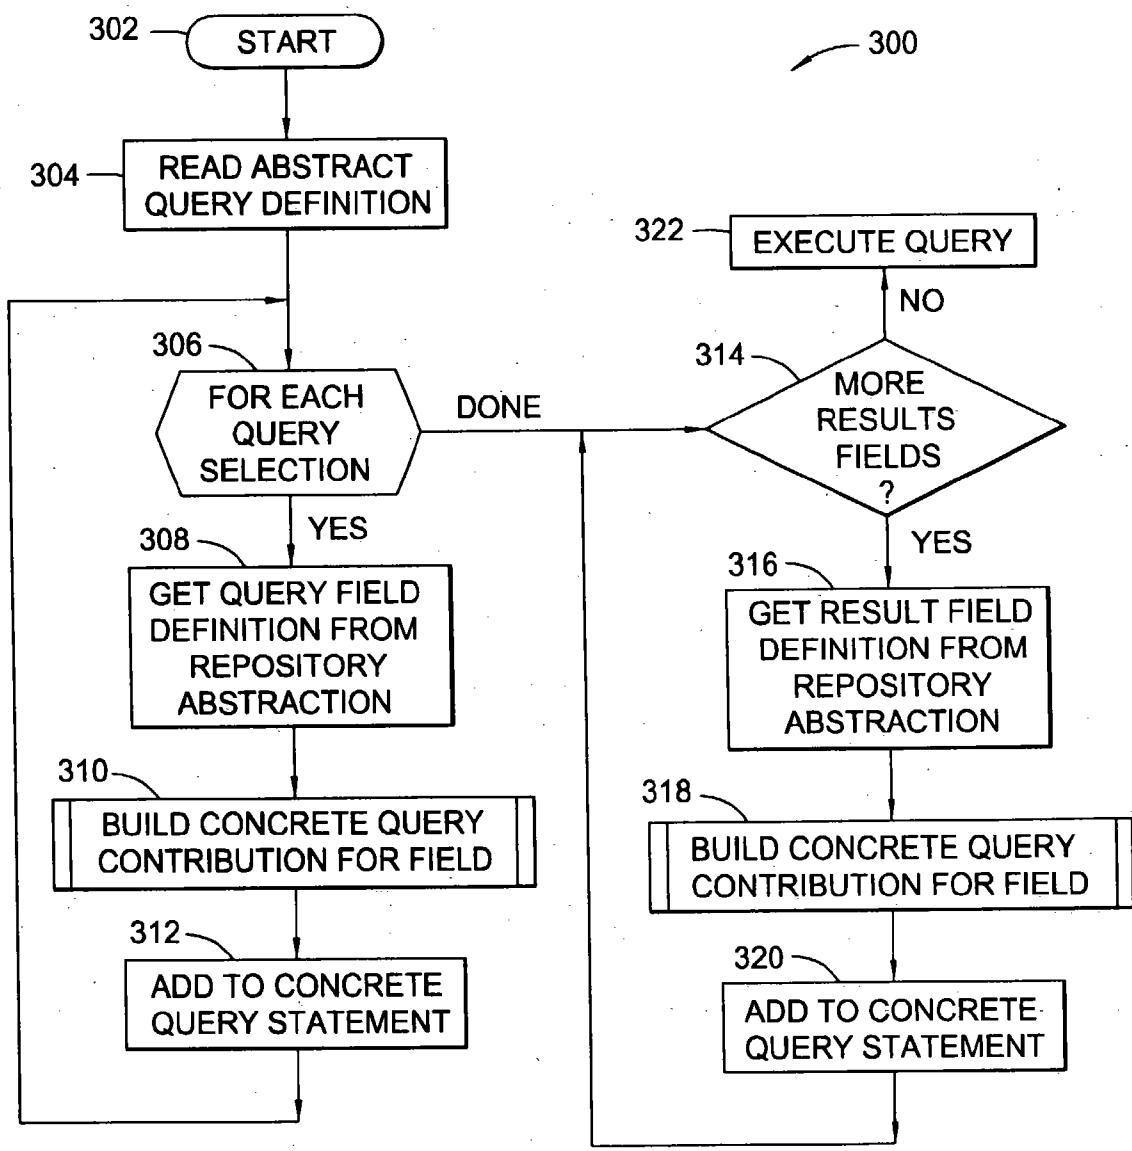 302
START
300
304
READ ABSTRACT
QUERY DEFINITION
306
FOR EACH
QUERY
SELECTION
DONE
YES
308
GET QUERY FIELD
DEFINITION FROM
REPOSITORY
ABSTRACTION
310
BUILD CONCRETE QUERY
CONTRIBUTION FOR FIELD
312
ADD TO CONCRETE
QUERY STATEMENT
322
EXECUTE QUERY
NO
314
MORE
RESULTS
FIELDS
?
YES
316
GET RESULT FIELD
DEFINITION FROM
REPOSITORY
ABSTRACTION
318
BUILD CONCRETE QUERY
CONTRIBUTION FOR FIELD
320
ADD TO CONCRETE
QUERY STATEMENT